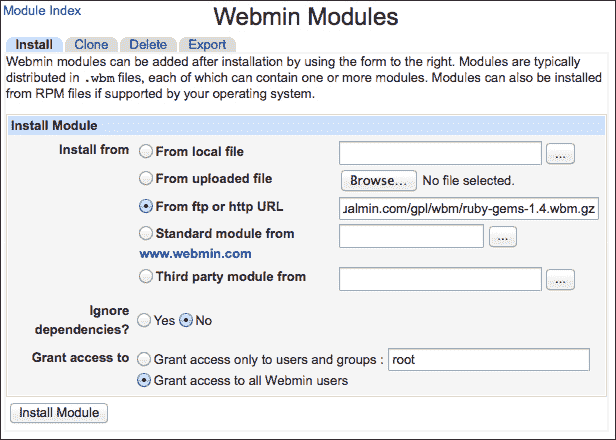 Module Index
Webmin Modules
Install Clone Delete Export
Webmin modules can be added after installation by using the form to the right. Modules are typically
distributed in .wbm files, each of which can contain one or more modules. Modules can also be installed
from RPM files if supported by your operating system.
Install Module
Install from From local file ...
From uploaded file Browse... No file selected.
From ftp or http URL ualmin.com/gpl/wbm/ruby-gems-1.4.wbm.gz
Standard module from ...
www.webmin.com
Third party module from ...
Ignore
dependencies? Yes No
Grant access to Grant access only to users and groups : root
Grant access to all Webmin users
Install Module